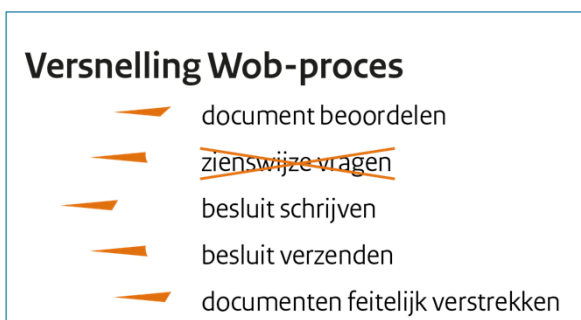 Versnelling Wob-proces
document beoordelen
zienswijze vragen
besluit schrijven
besluit verzenden
documenten feitelijk verstrekken